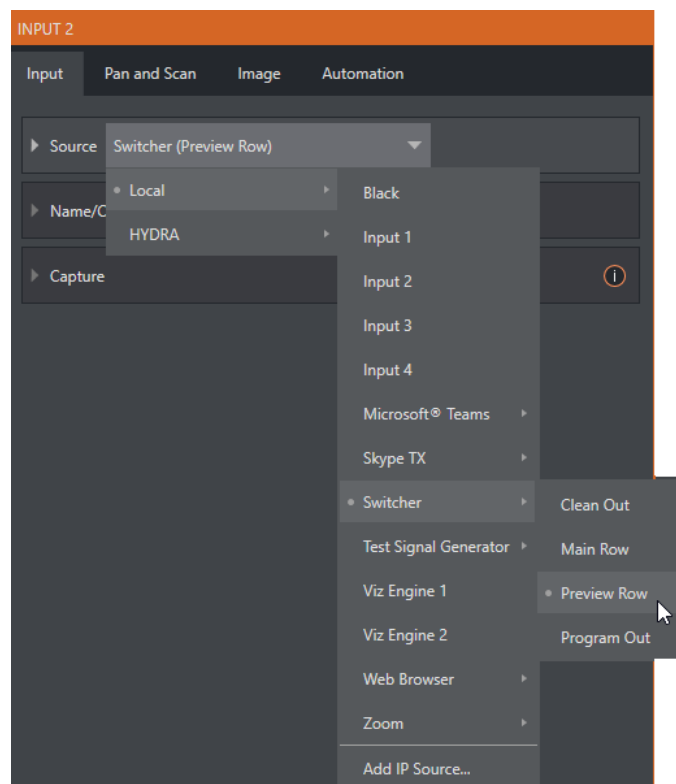 INPUT 2
Input Pan and Scan Image Automation
Source Switcher (Preview Row)
Local
HYDRA
Name/C
Capture
Black
Input 1
Input 2
Input 3
Input 4
Microsoft® Teams
Skype TX
Switcher
Test Signal Generator
Viz Engine 1
Viz Engine 2
Web Browser
Zoom
Add IP Source...
Clean Out
Main Row
Preview Row
Program Out